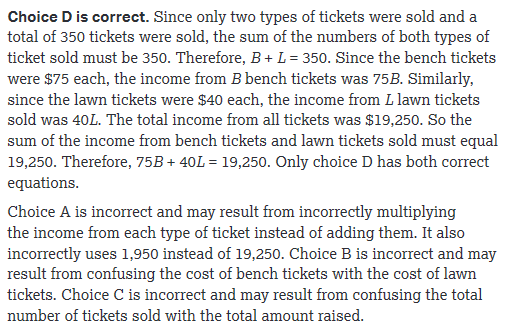 Choice D is correct. Since only two types of tickets were sold and a
total of 350 tickets were sold, the sum of the numbers of both types of
ticket sold must be 350. Therefore, B + L = 350. Since the bench tickets
were $75 each, the income from B bench tickets was 75B. Similarly,
since the lawn tickets were $40 each, the income from L lawn tickets
sold was 40L. The total income from all tickets was $19,250. So the
sum of the income from bench tickets and lawn tickets sold must equal
19,250. Therefore, 75B + 40L = 19,250. Only choice D has both correct
equations.
Choice A is incorrect and may result from incorrectly multiplying
the income from each type of ticket instead of adding them. It also
incorrectly uses 1,950 instead of 19,250. Choice B is incorrect and may
result from confusing the cost of bench tickets with the cost of lawn
tickets. Choice C is incorrect and may result from confusing the total
number of tickets sold with the total amount raised.